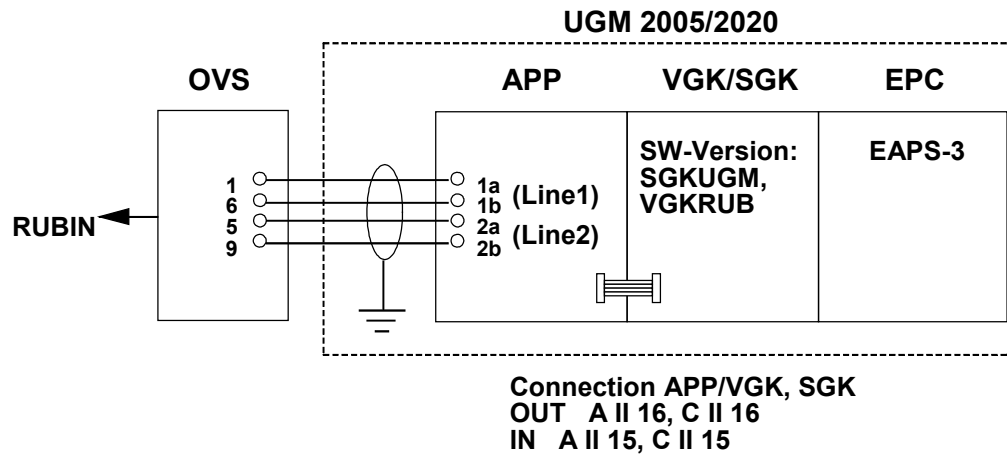 UGM 2005/2020
OVS
APP
VGK/SGK
EPC
SW-Version:
SGKUGM,
VGKRUB
EAPS-3
1
6
5
9
1a
1b
2a
2b
(Line1)
(Line2)
RUBIN
Connection APP/VGK, SGK
OUT A II 16, C II 16
IN A II 15, C II 15